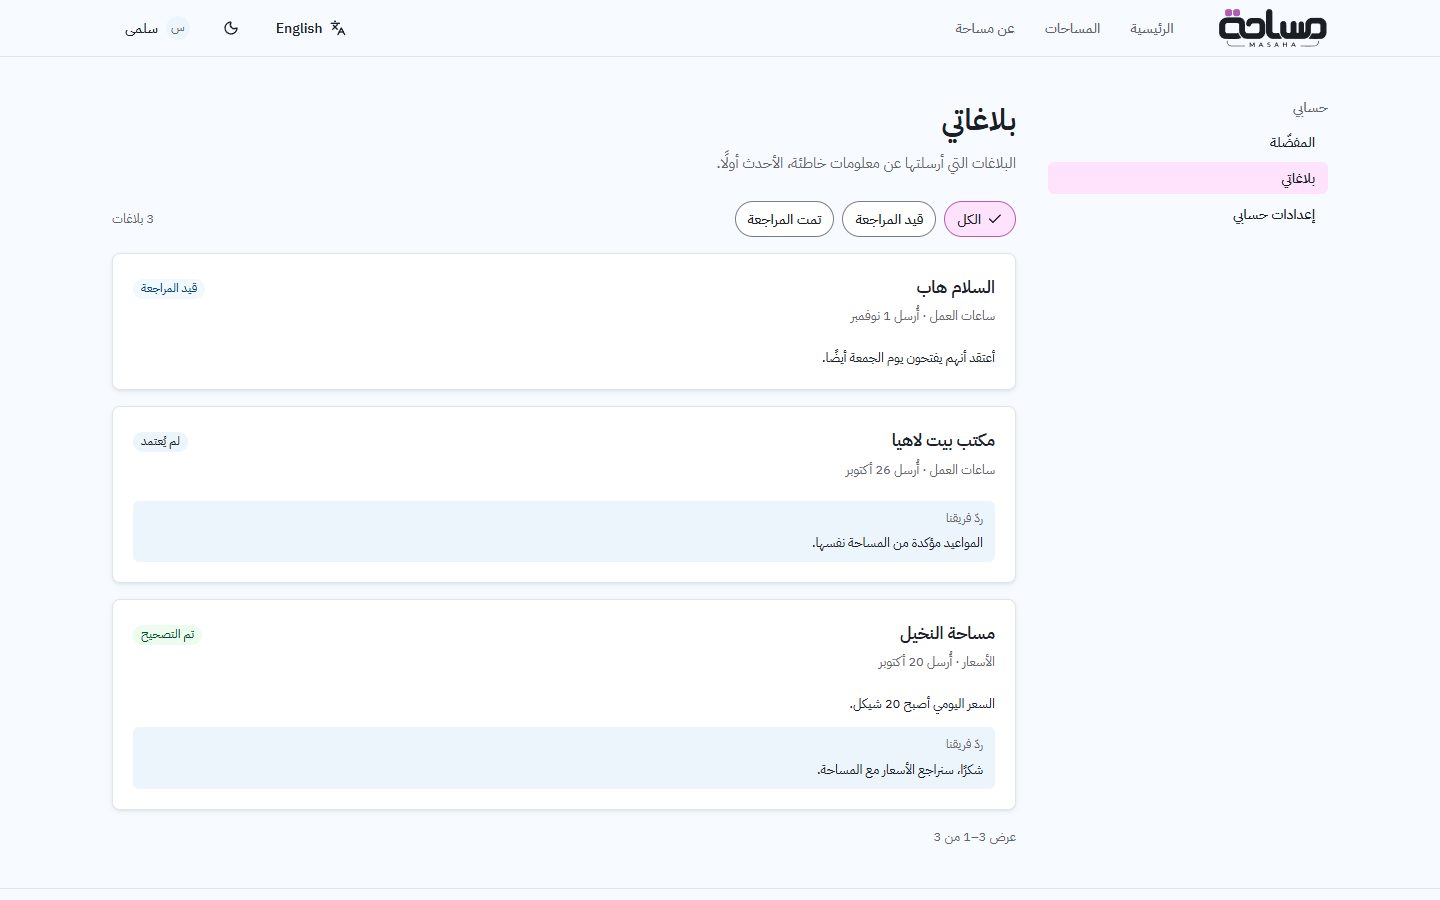 مساحة
MASAHA
الرئيسية
المساحات
عن مساحة
English
س
سلمى
حسابي
المفضّلة
بلاغاتي
إعدادات حسابي
بلاغاتي
البلاغات التي أرسلتها عن معلومات خاطئة، الأحدث أولًا.
الكل
قيد المراجعة
تمت المراجعة
3 بلاغات
السلام هاب
قيد المراجعة
ساعات العمل · أُرسل 1 نوفمبر
أعتقد أنهم يفتحون يوم الجمعة أيضًا.
مكتب بيت لاهيا
لم يُعتمد
ساعات العمل · أُرسل 26 أكتوبر
ردّ فريقنا
المواعيد مؤكدة من المساحة نفسها.
مساحة النخيل
تم التصحيح
الأسعار · أُرسل 20 أكتوبر
السعر اليومي أصبح 20 شيكل.
ردّ فريقنا
شكرًا، سنراجع الأسعار مع المساحة.
عرض 1–3 من 3